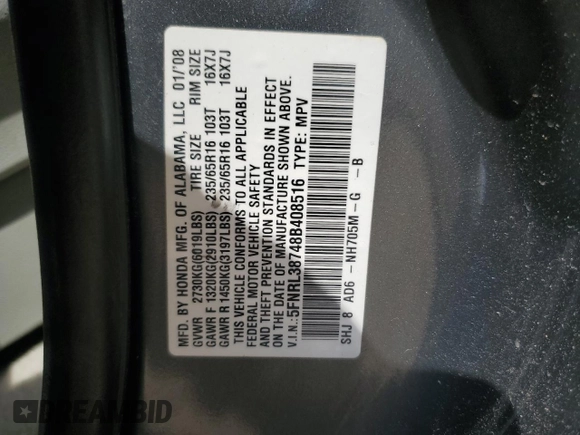 MFD. BY HONDA MFG. OF ALABAMA, LLC 01/'08
GVWR 2730KG(6019LBS) TIRE SIZE RIM SIZE
GAWR F 1320KG(2910LBS) 235/65R16 103T 16X7J
GAWR R 1450KG(3197LBS) 235/65R16 103T 16X7J
THIS VEHICLE CONFORMS TO ALL APPLICABLE
FEDERAL MOTOR VEHICLE SAFETY
AND THEFT PREVENTION STANDARDS IN EFFECT
ON THE DATE OF MANUFACTURE SHOWN ABOVE.
V.I.N.:5FNRL38748B408516 TYPE: MPV
SHJ 8 AD6 -NH705M-G -B
DREAMBID